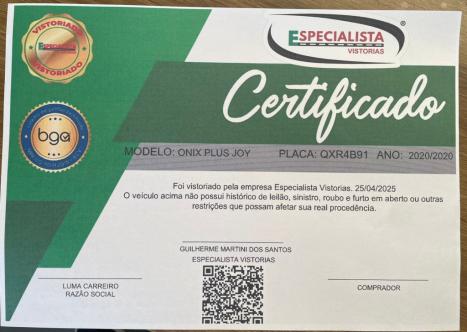 VISTORIADO
ESPECIALISTA
VISTORIADO
ESPECIALISTA
VISTORIAS
®
Certificado
bga
MODELO: ONIX PLUS JOY PLACA: QXR4B91 ANO: 2020/2020
Foi vistoriado pela empresa Especialista Vistorias. 25/04/2025
O veículo acima não possui histórico de leilão, sinistro, roubo e furto em aberto ou outras
restrições que possam afetar sua real procedência.
GUILHERME MARTINI DOS SANTOS
ESPECIALISTA VISTORIAS
LUMA CARREIRO
RAZÃO SOCIAL
COMPRADOR